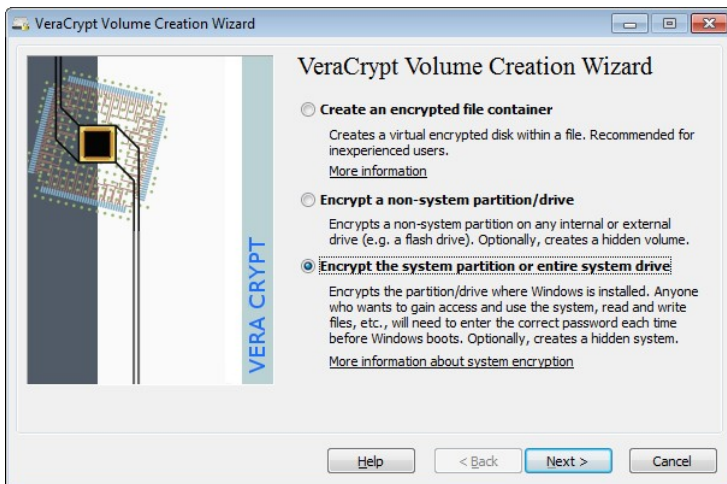 VeraCrypt Volume Creation Wizard
VERA CRYPT
VeraCrypt Volume Creation Wizard
Create an encrypted file container
Creates a virtual encrypted disk within a file. Recommended for
inexperienced users.
More information
Encrypt a non-system partition/drive
Encrypts a non-system partition on any internal or external
drive (e.g. a flash drive). Optionally, creates a hidden volume.
Encrypt the system partition or entire system drive
Encrypts the partition/drive where Windows is installed. Anyone
who wants to gain access and use the system, read and write
files, etc., will need to enter the correct password each time
before Windows boots. Optionally, creates a hidden system.
More information about system encryption
Help
< Back
Next >
Cancel